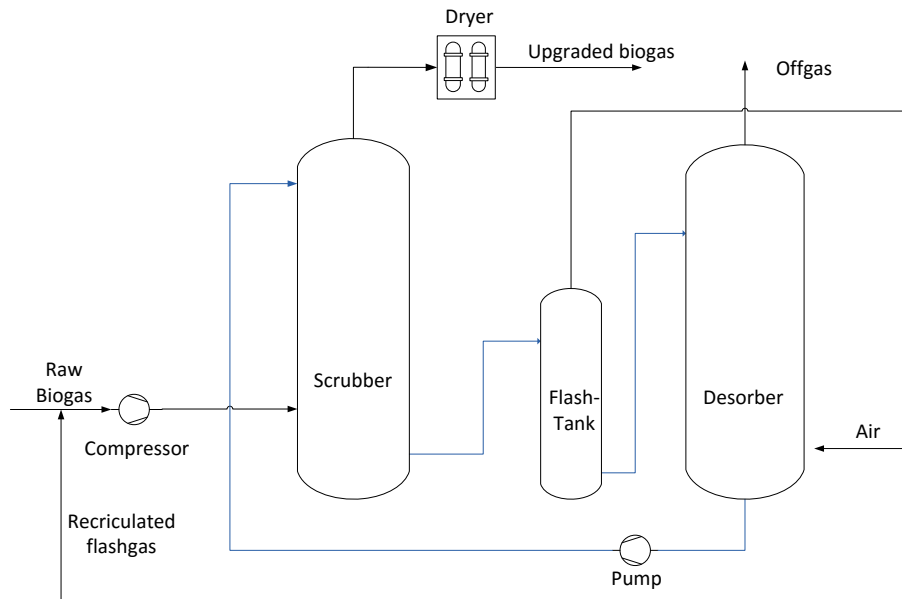 Dryer
Upgraded biogas
Offgas
Scrubber
Raw
Biogas
Compressor
Flash-
Tank
Desorber
Air
Recriculated
flashgas
Pump